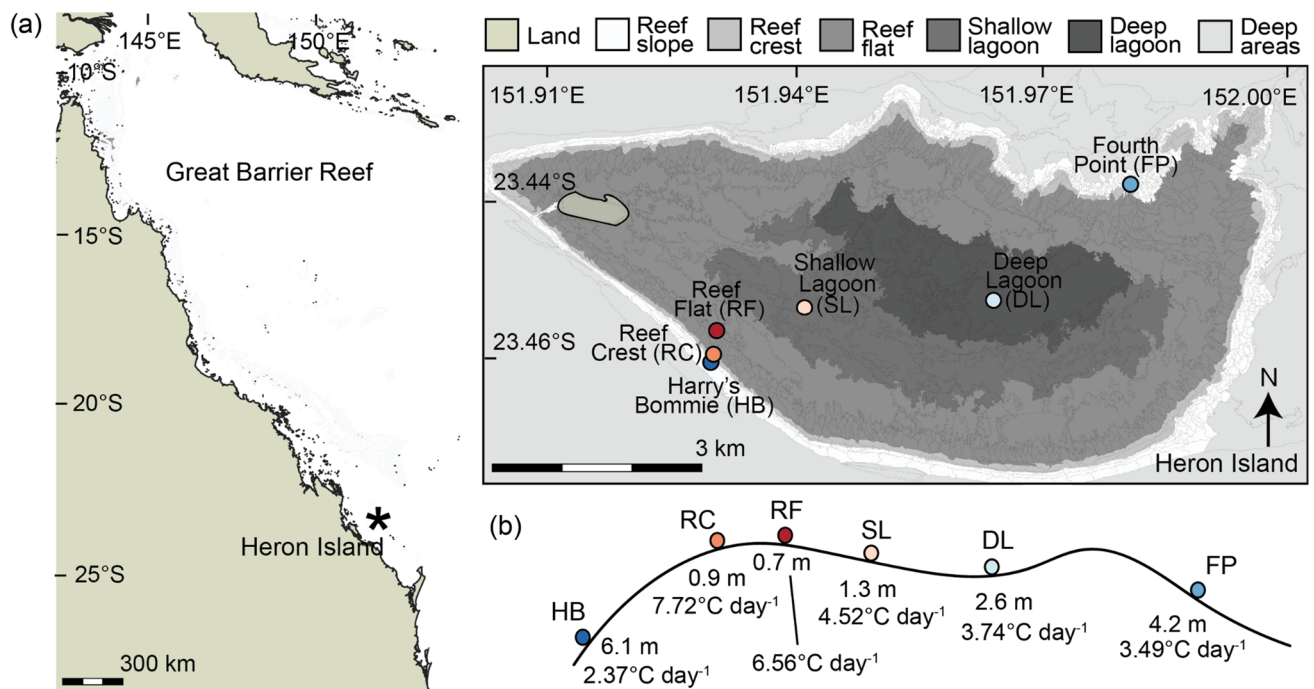 (a)
145°E
150°E
10°S
Great Barrier Reef
15°S
20°S
Heron Island
25°S
300 km
Land
Reef
slope
Reef
crest
Reef
flat
Shallow
lagoon
Deep
lagoon
Deep
areas
151.91°E
151.94°E
151.97°E
152.00°E
23.44°S
23.46°S
Fourth
Point (FP)
Shallow
Lagoon
(SL)
Deep
Lagoon
(DL)
Reef
Flat (RF)
Reef
Crest (RC)
Harry's
Bommie (HB)
3 km
N
Heron Island
(b)
HB
6.1 m
2.37°C day-1
RC
0.9 m
7.72°C day-1
RF
0.7 m
6.56°C day-1
SL
1.3 m
4.52°C day-1
DL
2.6 m
3.74°C day-1
FP
4.2 m
3.49°C day-1